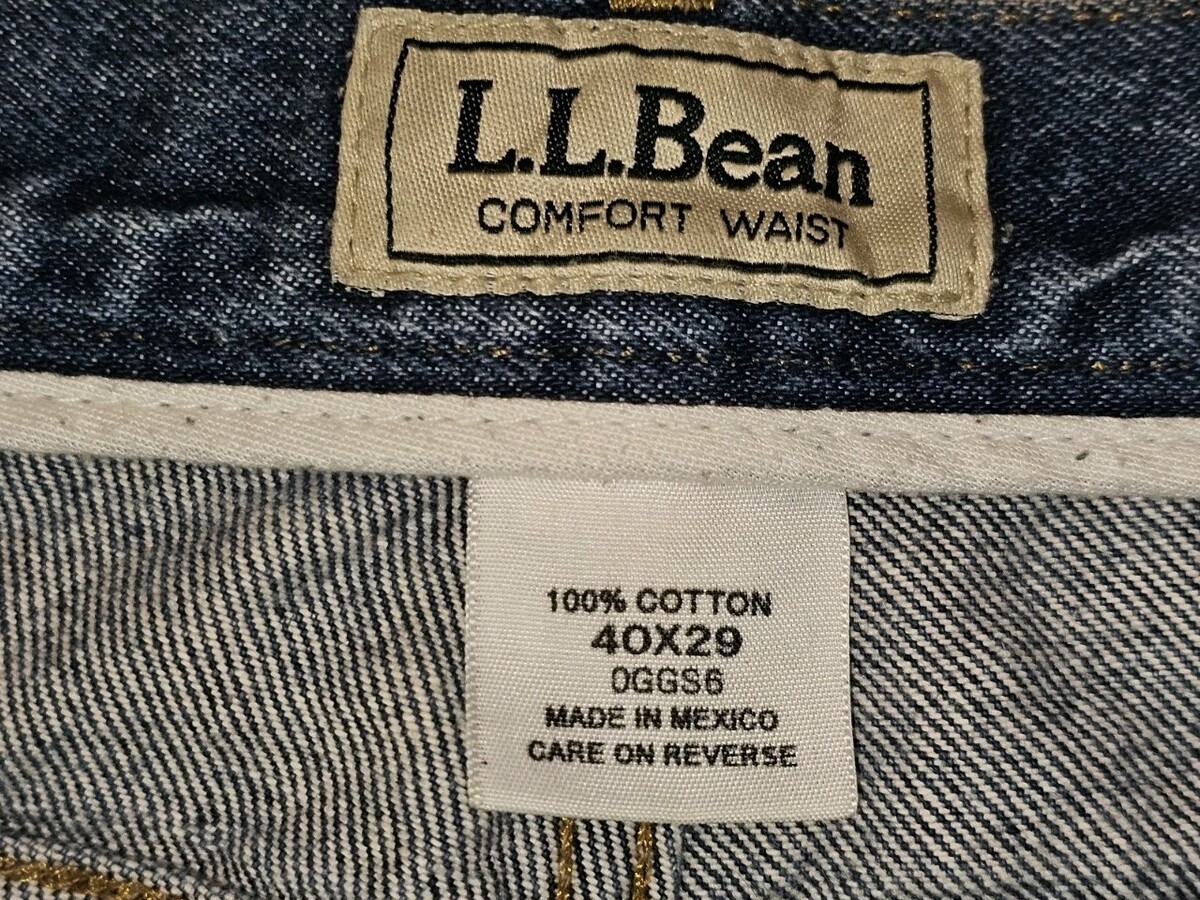 L.L.Bean
COMFORT WAIST
100% COTTON
40X29
0GGS6
MADE IN MEXICO
CARE ON REVERSE